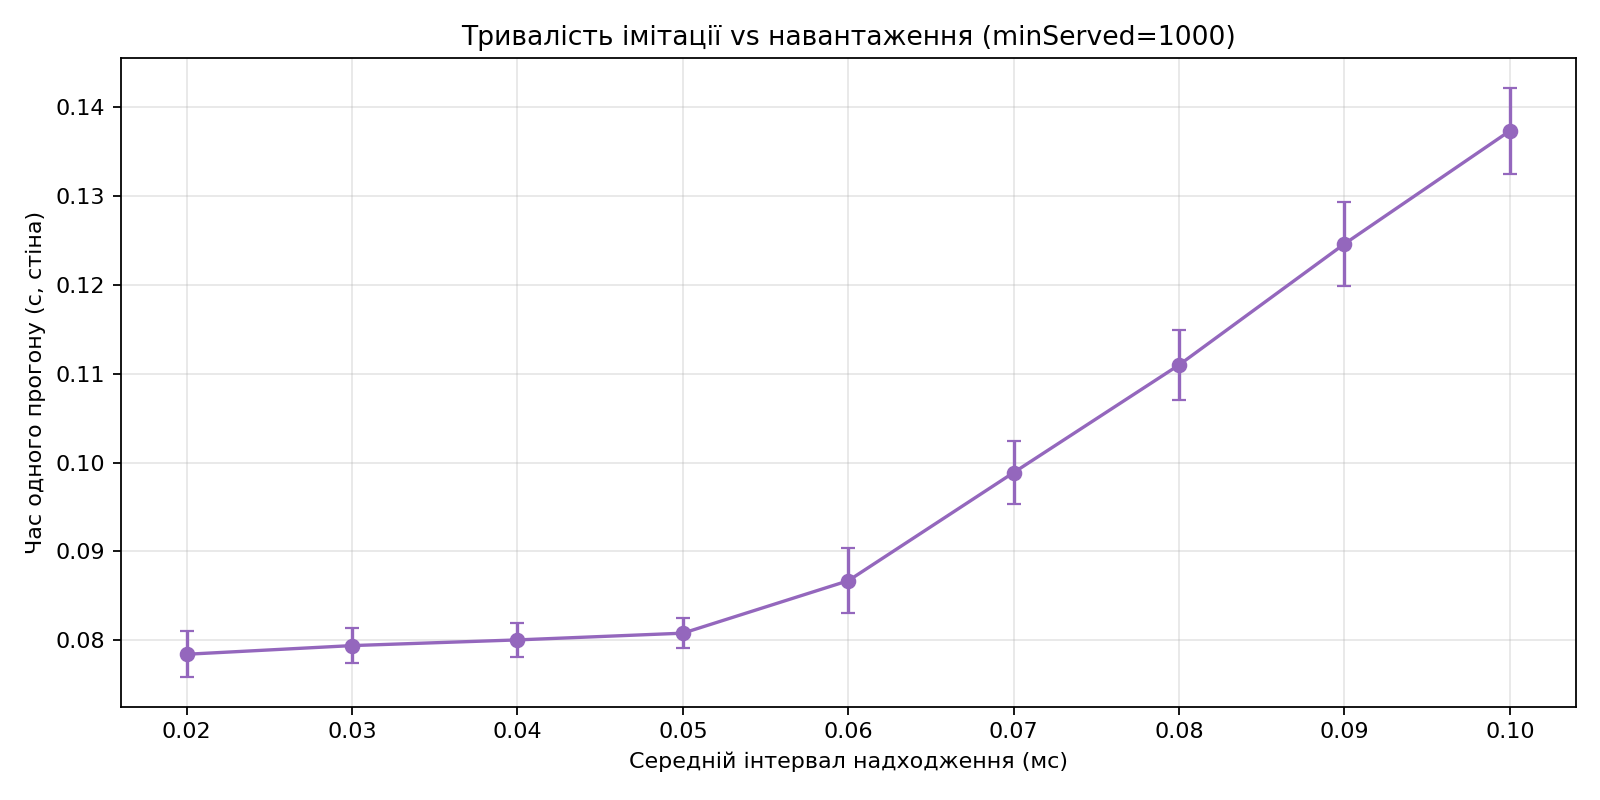 Тривалість імітації vs навантаження (minServed=1000)
Час одного прогону (с, стіна)
0.14
0.13
0.12
0.11
0.10
0.09
0.08
0.02 0.03 0.04 0.05 0.06 0.07 0.08 0.09 0.10
Середній інтервал надходження (мс)